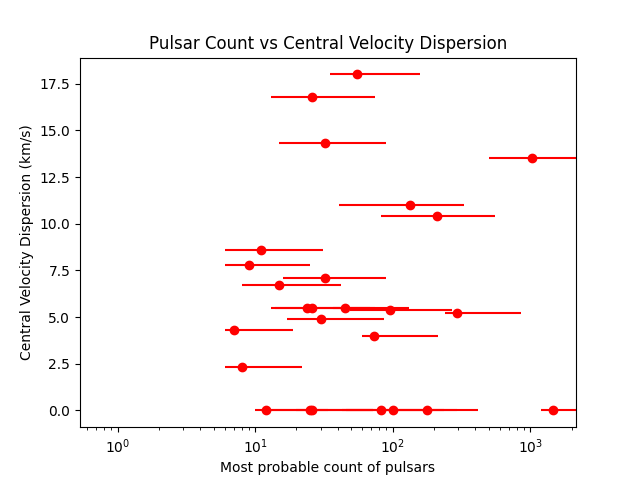 Pulsar Count vs Central Velocity Dispersion
17.5
15.0
12.5
10.0
7.5
5.0
2.5
0.0
Central Velocity Dispersion (km/s)
10⁰ 10¹ 10² 10³
Most probable count of pulsars